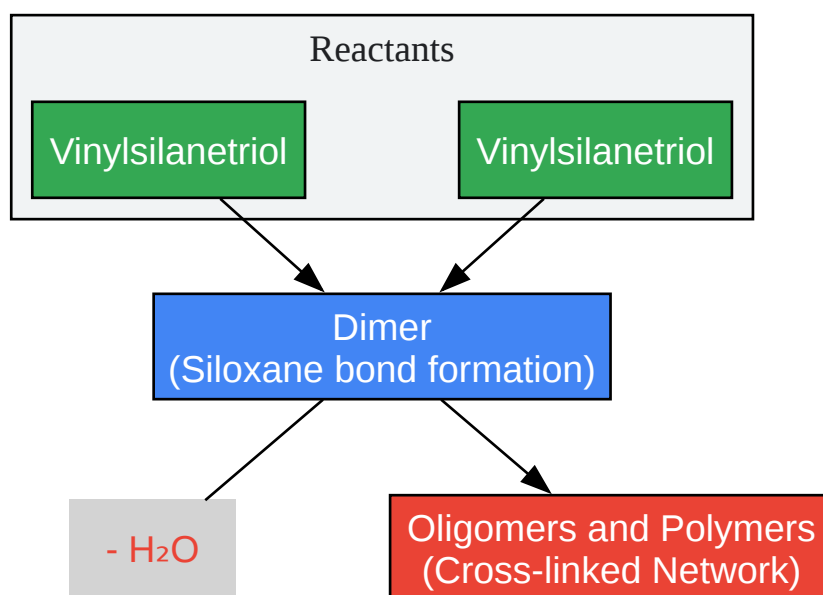 Reactants
Vinylsilanetriol
Vinylsilanetriol
Dimer
(Siloxane bond formation)
- H₂O
Oligomers and Polymers
(Cross-linked Network)